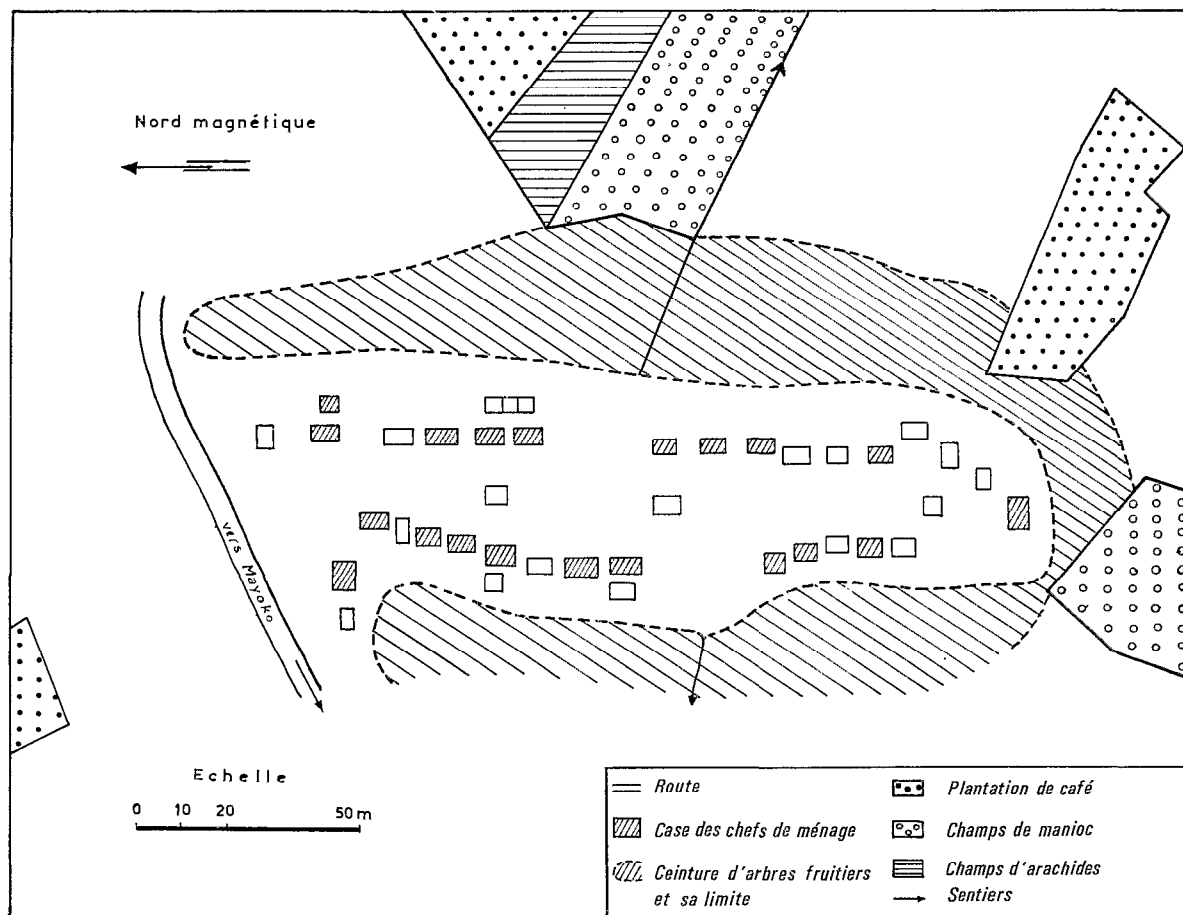 Nord magnétique
vers Mayoko
Echelle
0 10 20 50 m
Route
Case des chefs de ménage
Ceinture d'arbres fruitiers
et sa limite
Plantation de café
Champs de manioc
Champs d'arachides
Sentiers